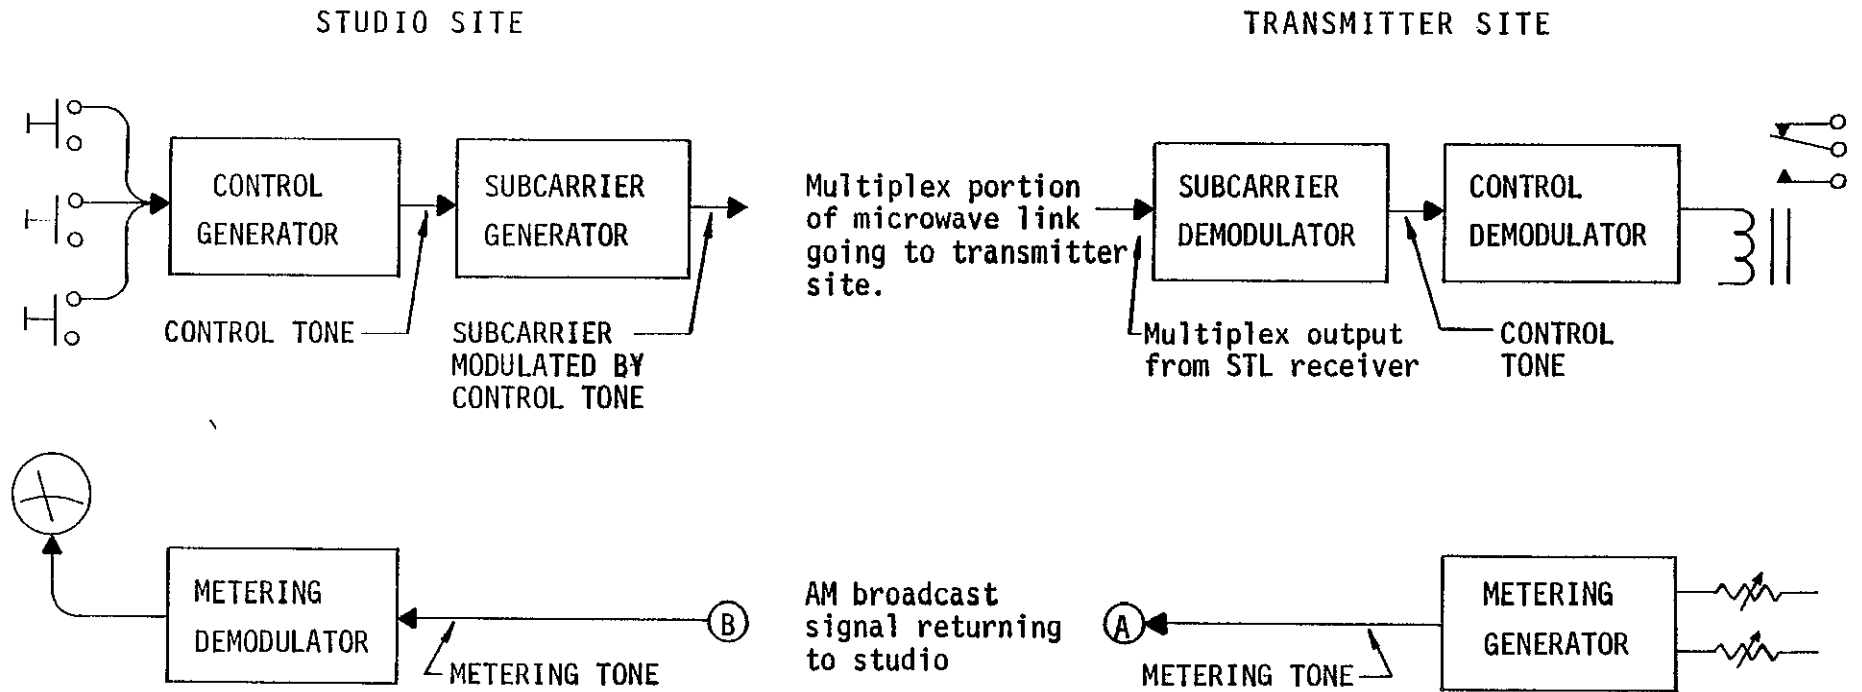 STUDIO SITE
TRANSMITTER SITE
CONTROL
GENERATOR
SUBCARRIER
GENERATOR
Multiplex portion
of microwave link
going to transmitter
site.
SUBCARRIER
DEMODULATOR
CONTROL
DEMODULATOR
CONTROL TONE
SUBCARRIER
MODULATED BY
CONTROL TONE
Multiplex output
from STL receiver
CONTROL
TONE
METERING
DEMODULATOR
METERING TONE
B
AM broadcast
signal returning
to studio
A
METERING TONE
METERING
GENERATOR